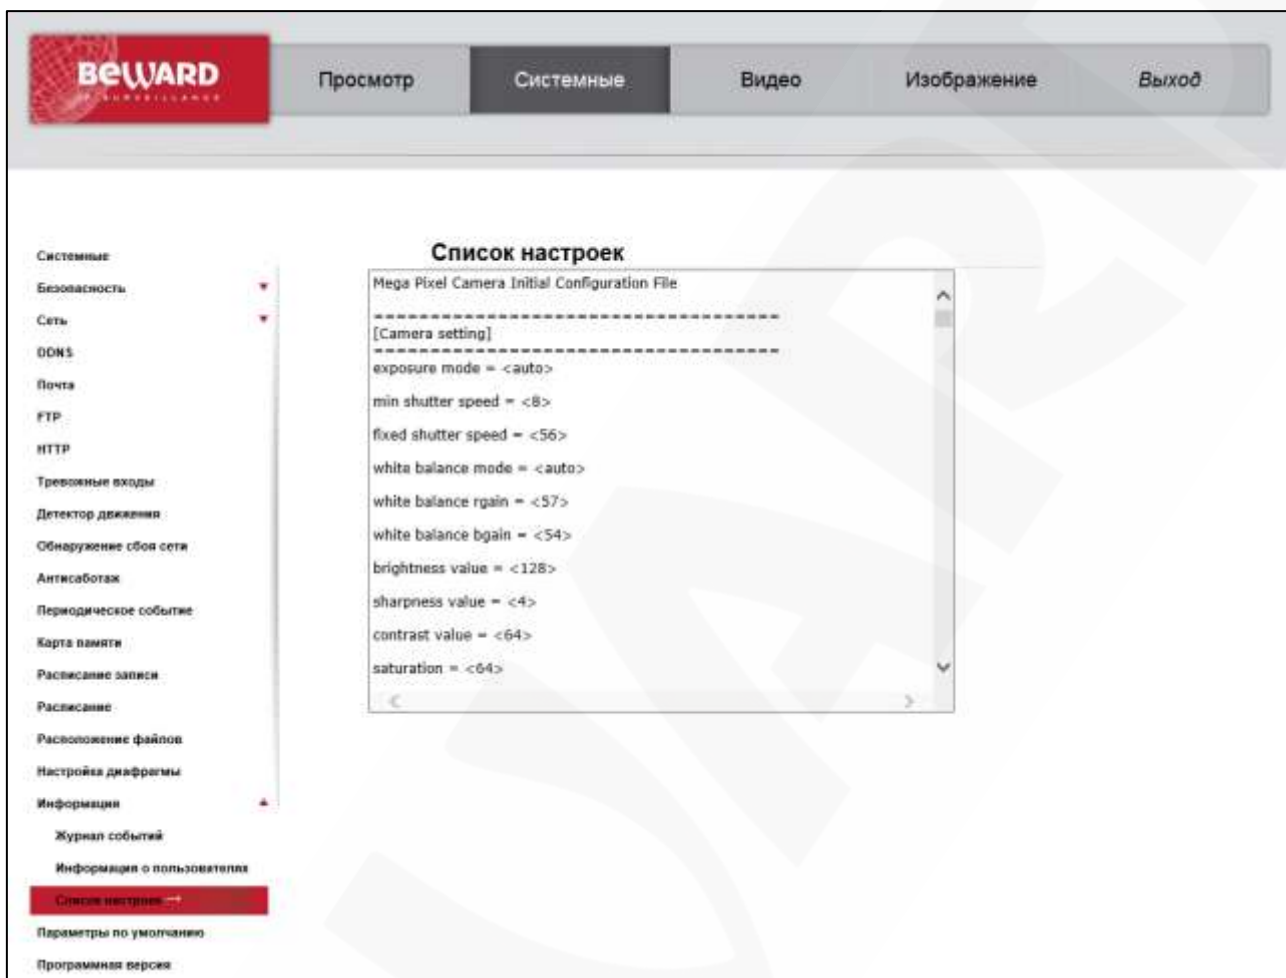 BEWARD
IP SURVEILLANCE
Просмотр
Системные
Видео
Изображение
Выход
Системные
Безопасность
Сеть
DDNS
Почта
FTP
HTTP
Тревожные входы
Детектор движения
Обнаружение сбоя сети
Антисаботаж
Периодическое событие
Карта памяти
Расписание записи
Расписание
Расположение файлов
Настройка диафрагмы
Информация
Журнал событий
Информация о пользователях
Список настроек →
Параметры по умолчанию
Программная версия
Список настроек
Mega Pixel Camera Initial Configuration File
======================================
[Camera setting]
======================================
exposure mode = <auto>
min shutter speed = <8>
fixed shutter speed = <56>
white balance mode = <auto>
white balance rgain = <57>
white balance bgain = <54>
brightness value = <128>
sharpness value = <4>
contrast value = <64>
saturation = <64>